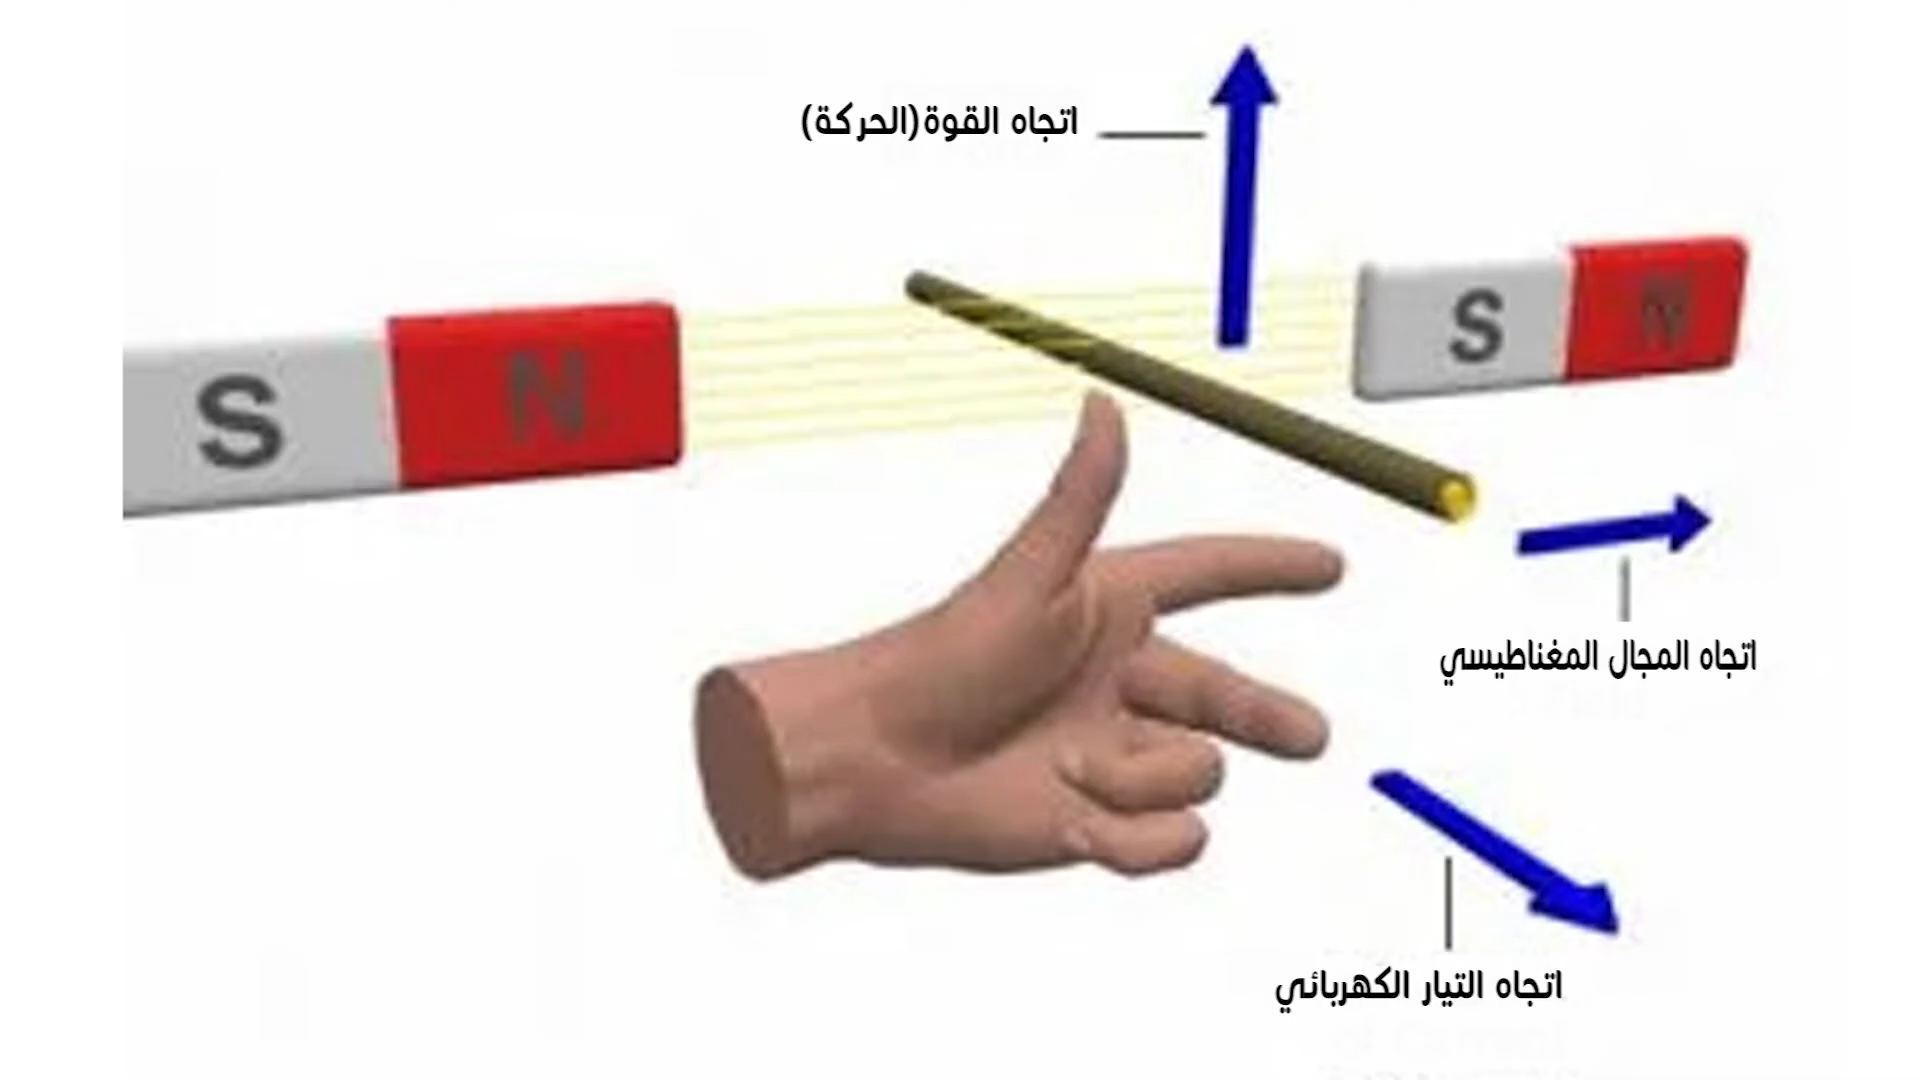 اتجاه القوة(الحركة)
S N
S N
اتجاه المجال المغناطيسي
اتجاه التيار الكهربائي